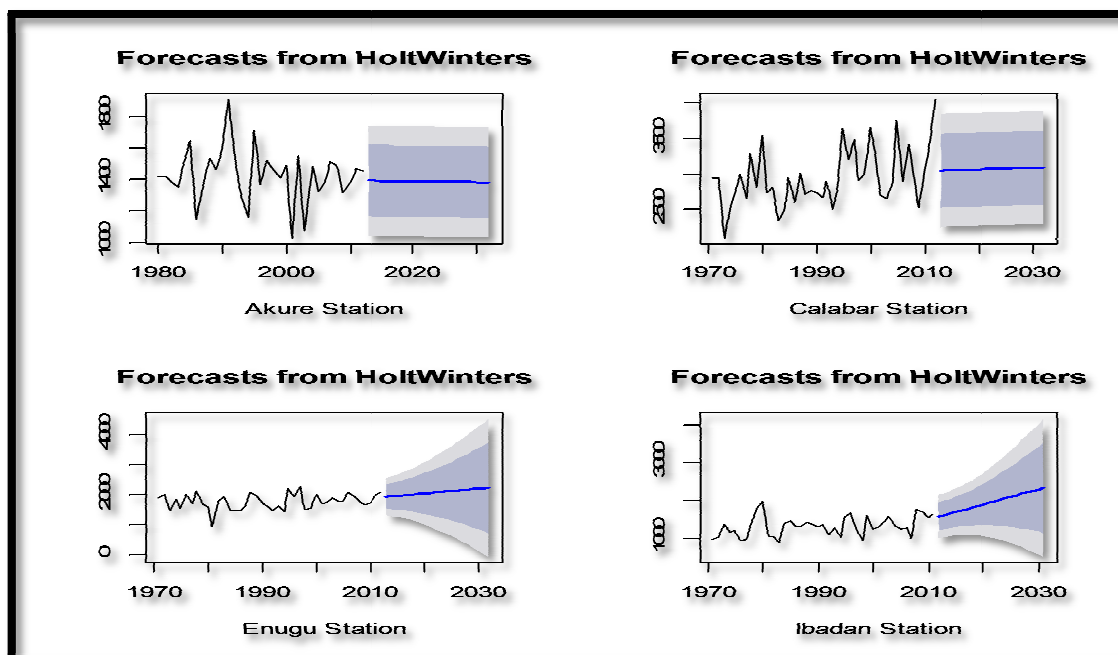 Forecasts from HoltWinters
1000 1400 1800
1980 2000 2020
Akure Station
Forecasts from HoltWinters
2500 3500
1970 1990 2010 2030
Calabar Station
Forecasts from HoltWinters
0 2000 4000
1970 1990 2010 2030
Enugu Station
Forecasts from HoltWinters
1000 3000
1970 1990 2010 2030
Ibadan Station